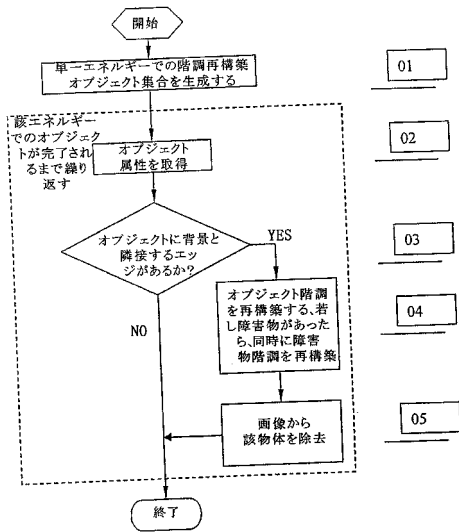 開始
単一エネルギーでの階調再構築
オブジェクト集合を生成する
01
該エネルギー
でのオブジェク
トが完了され
るまで繰り
返す
オブジェクト
属性を取得
02
オブジェクトに背景と
隣接するエッ
ジがあるか?
YES
NO
03
オブジェクト階調
を再構築する、若
し障害物があった
ら、同時に障害
物階調を再構築
04
画像から
該物体を除去
05
終了